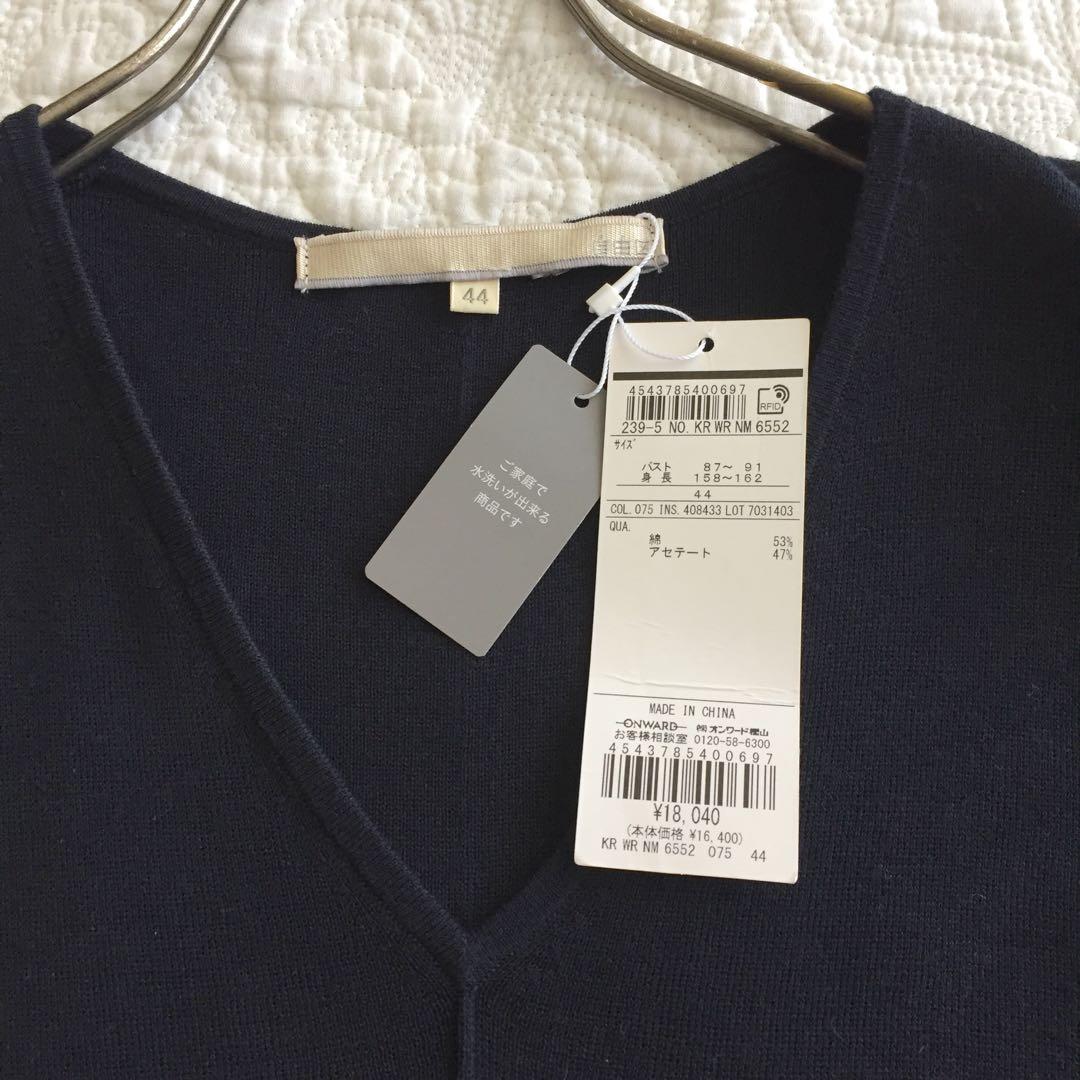 44
ご家庭で
水洗いが出来る
商品です
4543785400697
RFID
239-5 NO. KR WR NM 6552
サイズ
バスト 87～ 91
身長 158～162
44
COL. 075 INS. 408433 LOT 7031403
QUA.
綿 53%
アセテート 47%
MADE IN CHINA
ONWARD ㈱オンワード樫山
お客様相談室 0120-58-6300
4543785400697
¥18,040
(本体価格 ¥16,400)
KR WR NM 6552 075 44